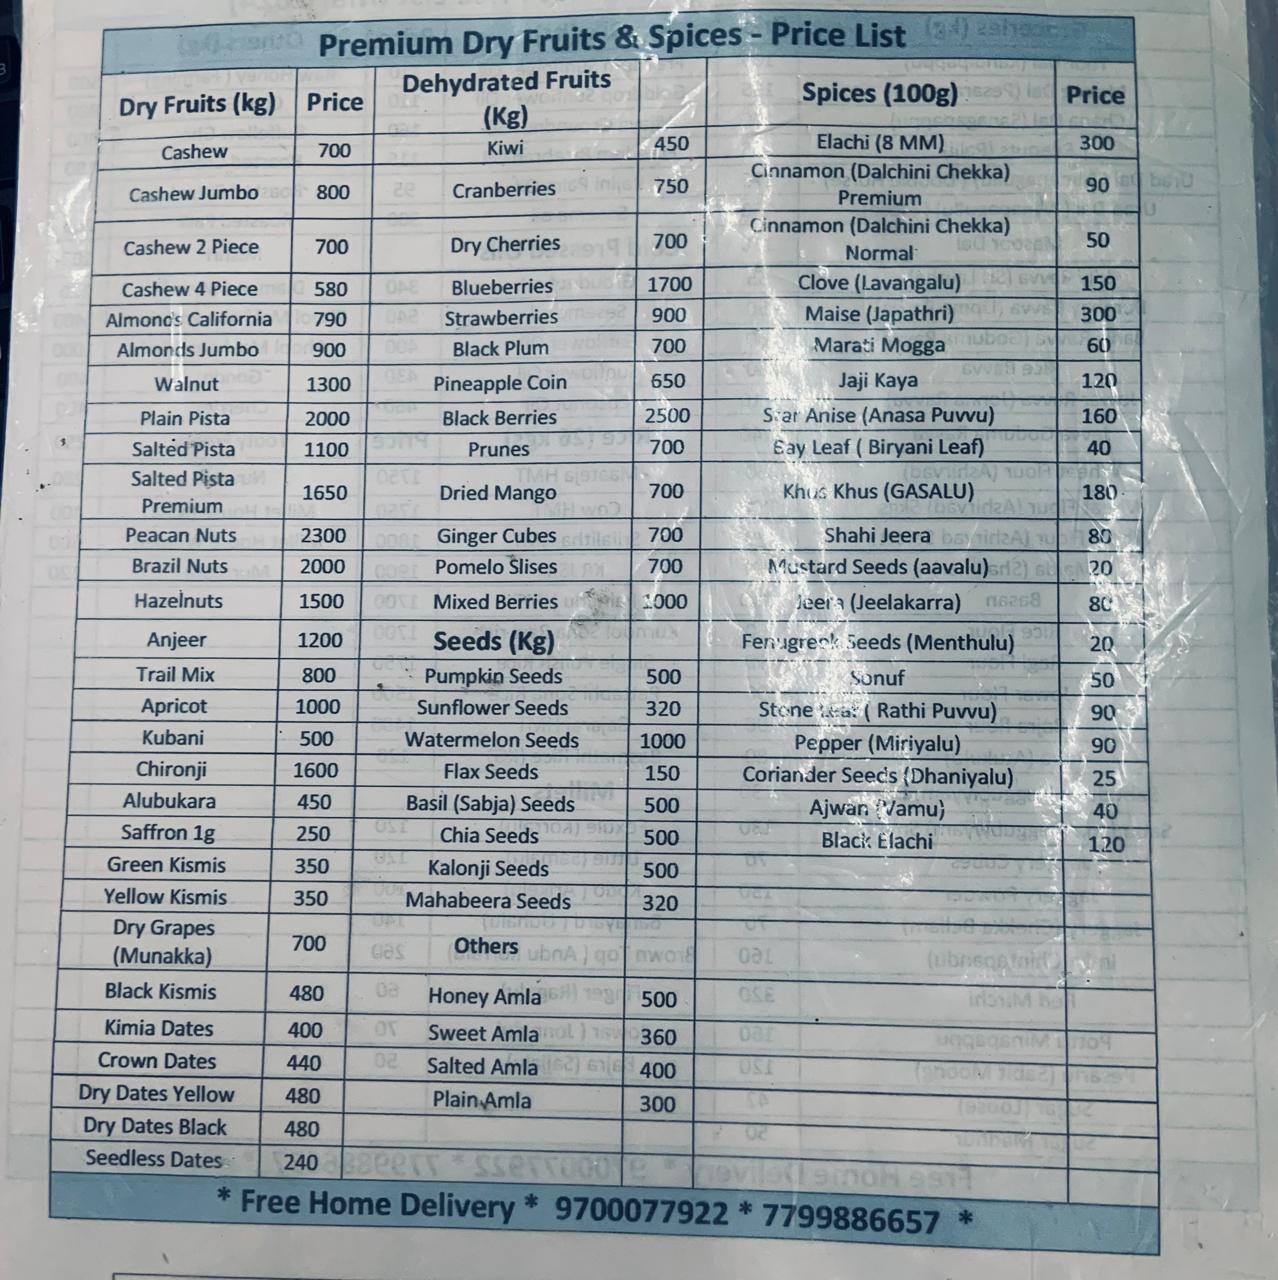 Premium Dry Fruits & Spices - Price List
Dry Fruits (kg) Price Dehydrated Fruits (Kg) Spices (100g) Price
Cashew 700 Kiwi 450 Elachi (8 MM) 300
Cashew Jumbo 800 Cranberries 750 Cinnamon (Dalchini Chekka) Premium 90
Cashew 2 Piece 700 Dry Cherries 700 Cinnamon (Dalchini Chekka) Normal 50
Cashew 4 Piece 580 Blueberries 1700 Clove (Lavangalu) 150
Almonds California 790 Strawberries 900 Maise (Japathri) 300
Almonds Jumbo 900 Black Plum 700 Marati Mogga 60
Walnut 1300 Pineapple Coin 650 Jaji Kaya 120
Plain Pista 2000 Black Berries 2500 Star Anise (Anasa Puvvu) 160
Salted Pista 1100 Prunes 700 Bay Leaf ( Biryani Leaf) 40
Salted Pista Premium 1650 Dried Mango 700 Khus Khus (GASALU) 180
Peacan Nuts 2300 Ginger Cubes 700 Shahi Jeera 80
Brazil Nuts 2000 Pomelo Slises 700 Mustard Seeds (aavalu) 20
Hazelnuts 1500 Mixed Berries 1000 Jeera (Jeelakarra) 80
Anjeer 1200 Seeds (Kg) Fenugreek Seeds (Menthulu) 20
Trail Mix 800 Pumpkin Seeds 500 Sonuf 50
Apricot 1000 Sunflower Seeds 320 Stone ( Rathi Puvvu) 90
Kubani 500 Watermelon Seeds 1000 Pepper (Miriyalu) 90
Chironji 1600 Flax Seeds 150 Coriander Seeds (Dhaniyalu) 25
Alubukara 450 Basil (Sabja) Seeds 500 Ajwan (Vamu) 40
Saffron 1g 250 Chia Seeds 500 Black Elachi 120
Green Kismis 350 Kalonji Seeds 500
Yellow Kismis 350 Mahabeera Seeds 320
Dry Grapes (Munakka) 700 Others
Black Kismis 480 Honey Amla 500
Kimia Dates 400 Sweet Amla 360
Crown Dates 440 Salted Amla 400
Dry Dates Yellow 480 Plain Amla 300
Dry Dates Black 480
Seedless Dates 240
* Free Home Delivery * 9700077922 * 7799886657 *